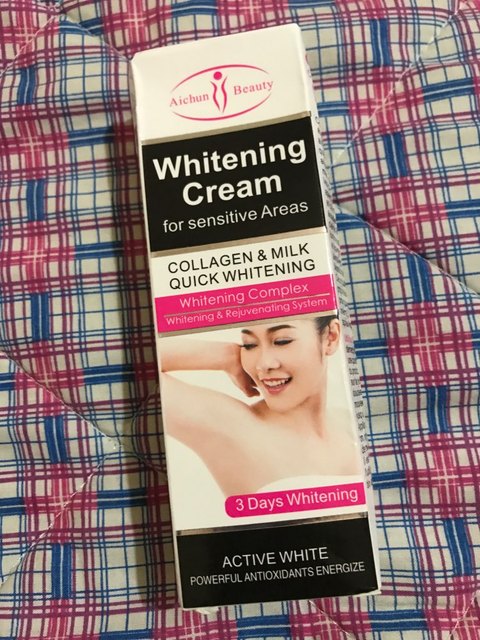 Aichun Beauty
Whitening
Cream
for sensitive Areas
COLLAGEN & MILK
QUICK WHITENING
Whitening Complex
Whitening & Rejuvenating System
3 Days Whitening
ACTIVE WHITE
POWERFUL ANTIOXIDANTS ENERGIZE